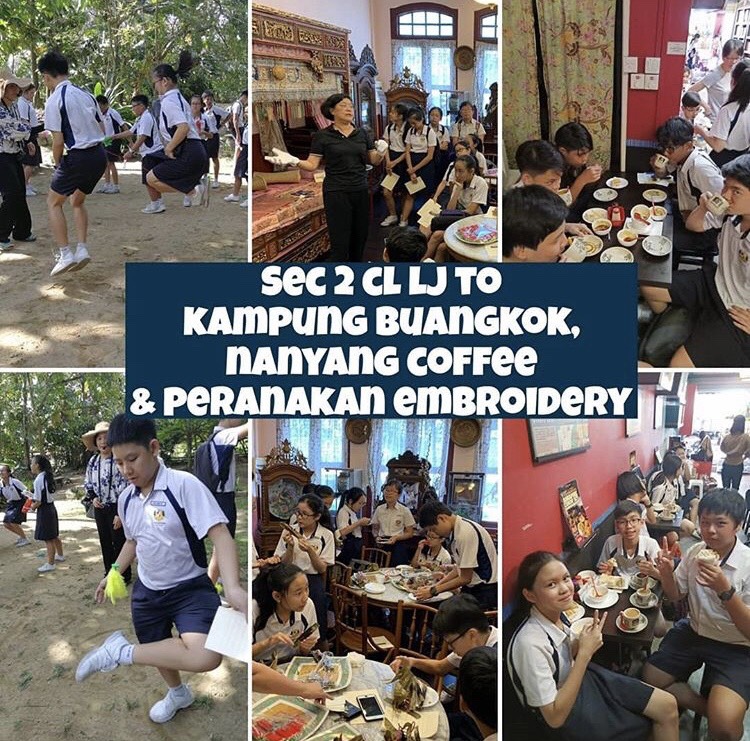 Sec 2 CL LJ to
Kampung Buangkok,
Nanyang Coffee
& Peranakan Embroidery